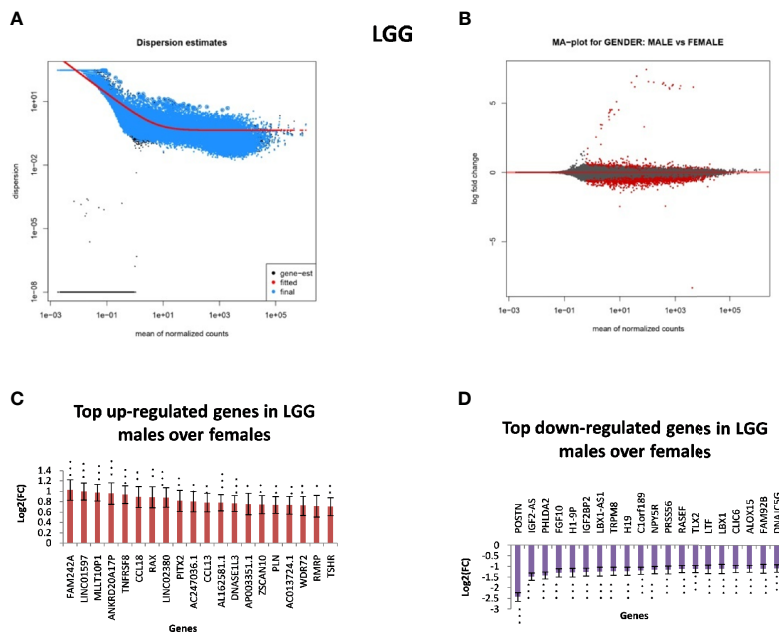 A
LGG
B
Dispersion estimates
MA-plot for GENDER: MALE vs FEMALE
dispersion
1e+01
1e-02
1e-05
1e-08
gene-est
fitted
final
1e-03 1e-01 1e+01 1e+03 1e+05
mean of normalized counts
log fold change
5
0
-5
1e-03 1e-01 1e+01 1e+03 1e+05
mean of normalized counts
C
Top up-regulated genes in LGG
males over females
Log2(FC)
1.4
1.2
1
0.8
0.6
0.4
0.2
0
FAM242A
LINC01597
MLLT10P1
ANKRD20A17P
TNFRSF8
CCL18
RAX
LINC02380
PITX2
AC247036.1
CCL13
AL162581.1
DNASE1L3
AP003351.1
ZSCAN10
PLN
AC013724.1
WDR72
RMRP
TSHR
Genes
D
Top down-regulated genes in LGG
males over females
POSTN
IGF2-AS
PHLDA2
FGF10
H1-9P
IGF2BP2
LBX1-AS1
TRPM8
H19
C1orf189
NPY5R
PRSS56
RASEF
TLX2
LTF
LBX1
CLIC6
ALOX15
FAM92B
DNAJC5G
Log2(FC)
0
-0.5
-1
-1.5
-2
-2.5
-3
Genes